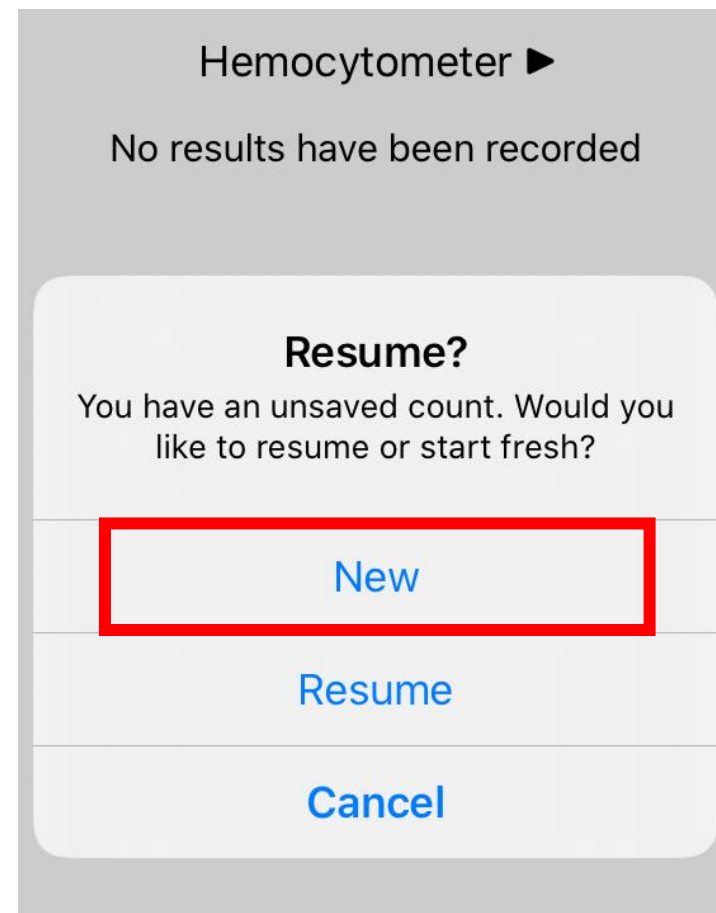 Hemocytometer ▶
No results have been recorded
Resume?
You have an unsaved count. Would you
like to resume or start fresh?
New
Resume
Cancel